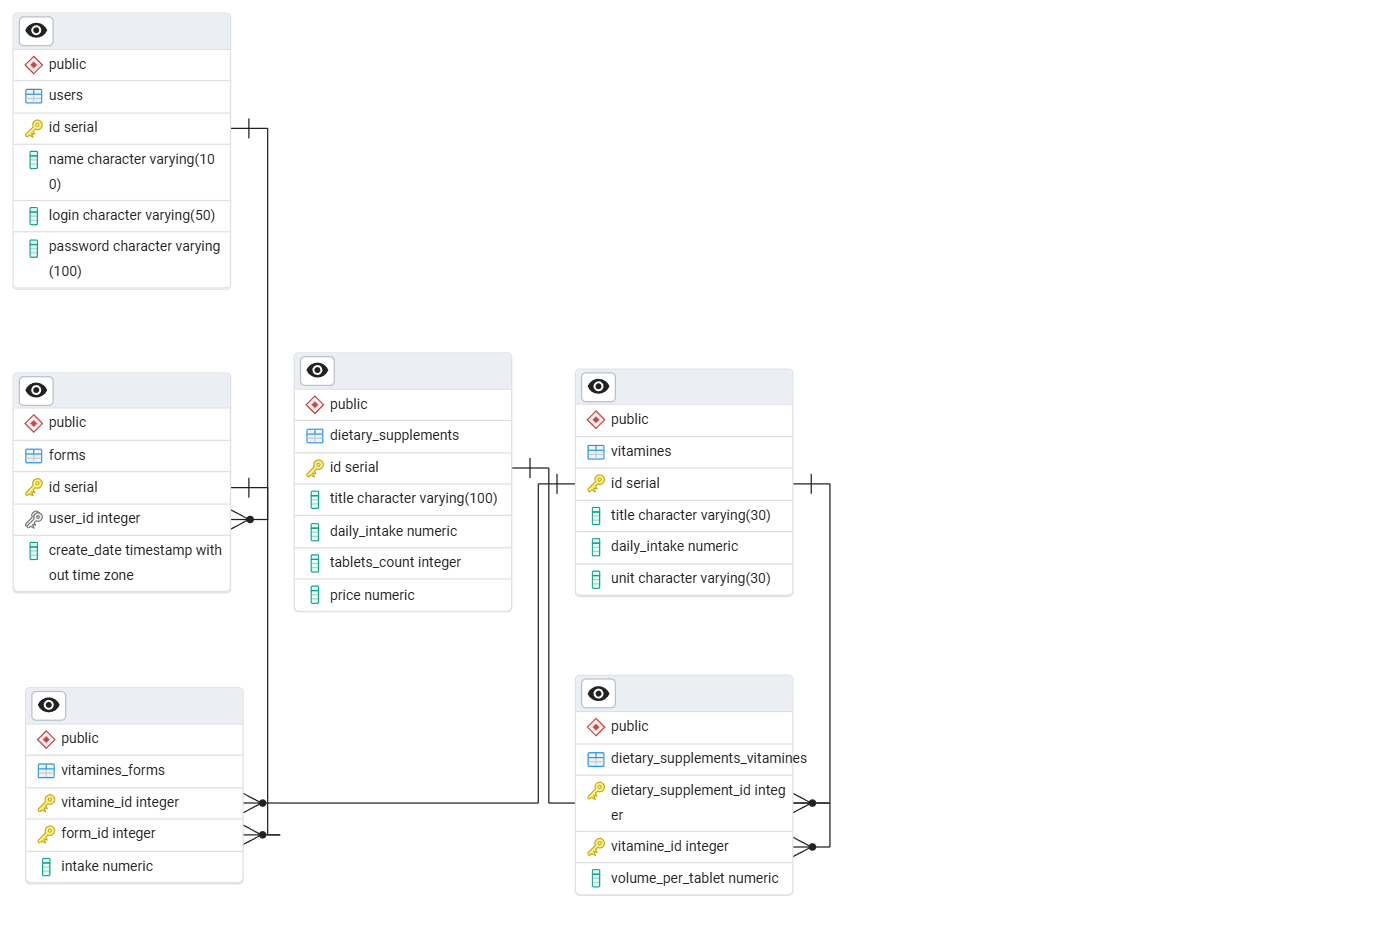 public
users
id serial
name character varying(10
0)
login character varying(50)
password character varying
(100)
public
forms
id serial
user_id integer
create_date timestamp with
out time zone
public
dietary_supplements
id serial
title character varying(100)
daily_intake numeric
tablets_count integer
price numeric
public
vitamines
id serial
title character varying(30)
daily_intake numeric
unit character varying(30)
public
vitamines_forms
vitamine_id integer
form_id integer
intake numeric
public
dietary_supplements_vitamines
dietary_supplement_id integ
er
vitamine_id integer
volume_per_tablet numeric